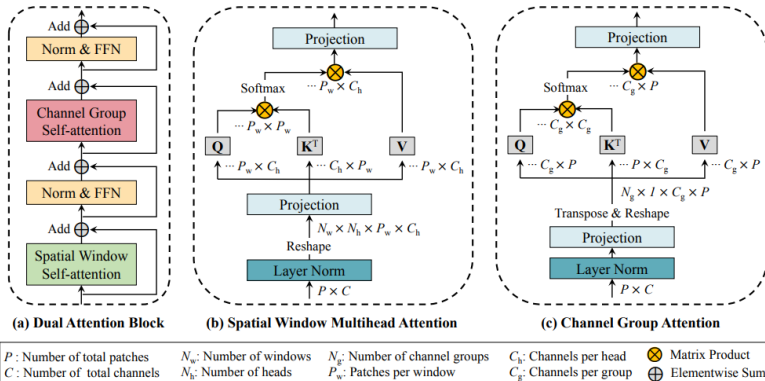 Add
Norm & FFN
Add
Channel Group
Self-attention
Add
Norm & FFN
Add
Spatial Window
Self-attention
(a) Dual Attention Block
Projection
Softmax
··· Pw × Ch
··· Pw × Pw
Q
K^T
V
··· Pw × Ch
··· Ch × Pw
··· Pw × Ch
Projection
Nw × Nh × Pw × Ch
Reshape
Layer Norm
P × C
(b) Spatial Window Multihead Attention
Projection
Softmax
··· Cg × P
··· Cg × Cg
Q
K^T
V
··· Cg × P
··· P × Cg
··· Cg × P
Ng × 1 × Cg × P
Transpose & Reshape
Projection
Layer Norm
P × C
(c) Channel Group Attention
P : Number of total patches
Nw: Number of windows
Ng: Number of channel groups
Ch: Channels per head
Matrix Product
C : Number of total channels
Nh: Number of heads
Pw: Patches per window
Cg: Channels per group
Elementwise Sum